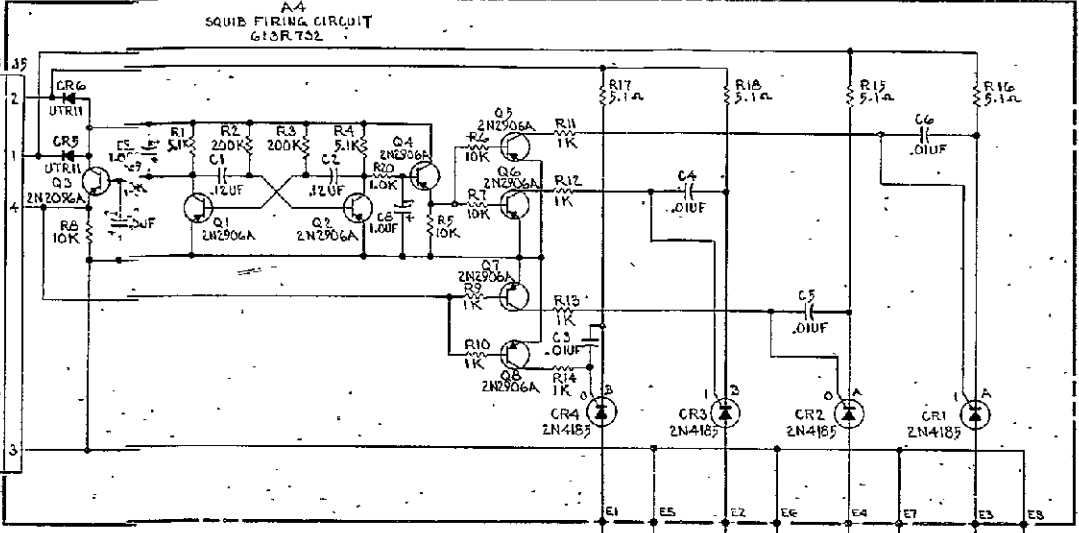 A4
SQUIB FIRING CIRCUIT
613R732
J5
2
1
4
3
CR6
UTR11
CR5
UTR11
Q3
2N2096A
R8
10K
R1
5.1K
R2
200K
R3
200K
R4
5.1K
C1
.12UF
C2
.12UF
Q1
2N2906A
Q2
2N2906A
Q4
2N2906A
R20
1.0K
C8
1.0UF
R5
10K
R6
10K
R7
10K
Q5
2N2906A
Q6
2N2906A
R11
1K
R12
1K
Q7
2N2906A
R9
1K
R10
1K
Q8
2N2906A
R13
1K
R14
1K
C3
.01UF
C4
.01UF
C5
.01UF
C6
.01UF
R17
5.1Ω
R18
5.1Ω
R15
5.1Ω
R16
5.1Ω
0 B
CR4
2N4185
1 B
CR3
2N4185
0 A
CR2
2N4185
1 A
CR1
2N4185
E1
E5
E2
E6
E4
E7
E3
E8